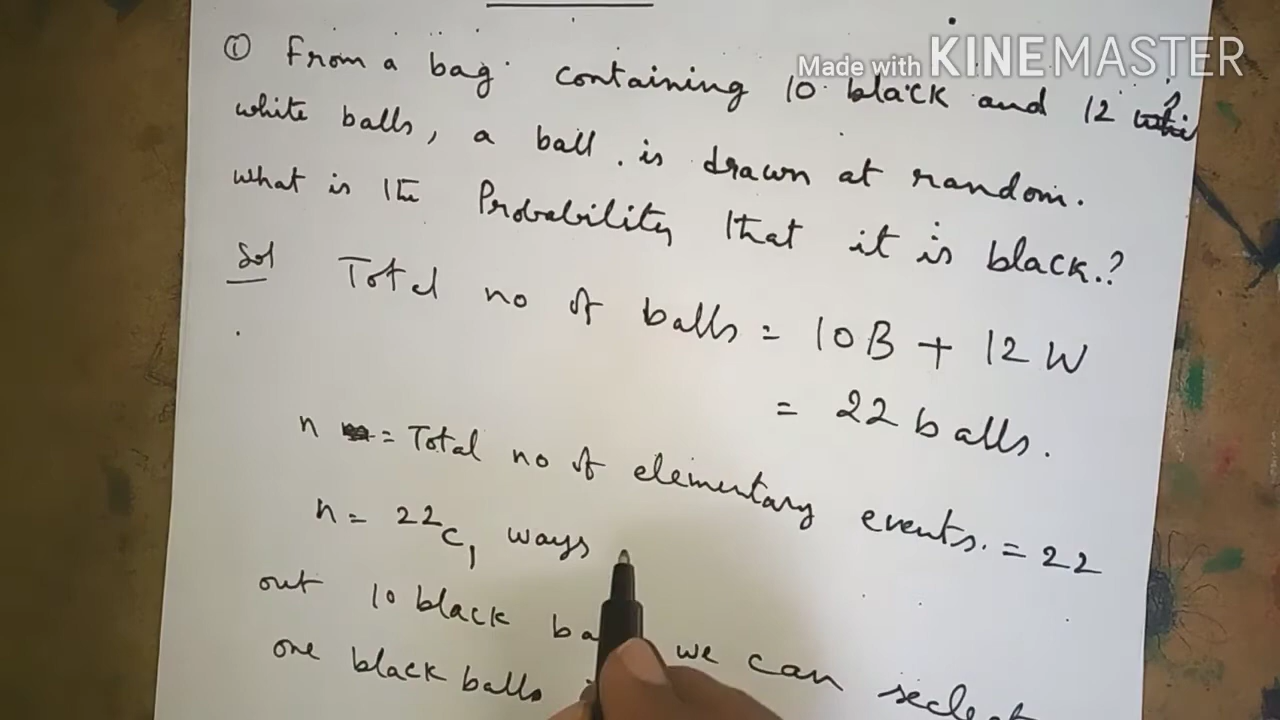 Made with KINEMASTER
① From a bag containing 10 black and 12
white balls, a ball is drawn at random.
what is the Probability that it is black.?
Sol Total no of balls = 10B + 12W
= 22 balls.
n = Total no of elementary events. = 22
n = 22c₁ ways
out 10 black we can
one black balls